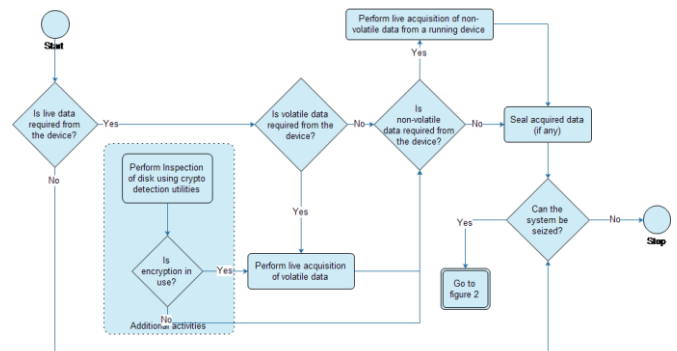 Start
Is live data
required from
the device?
Yes
No
Is volatile data
required from the
device?
No
Yes
Is
non-volatile
data required from
the device?
Yes
No
Perform live acquisition of non-
volatile data from a running device
Seal acquired data
(if any)
Can the
system be
seized?
Yes
No
Stop
Go to
figure 2
Perform Inspection
of disk using crypto
detection utilities
Is
encryption in
use?
Yes
No
Perform live acquisition
of volatile data
Additional activities